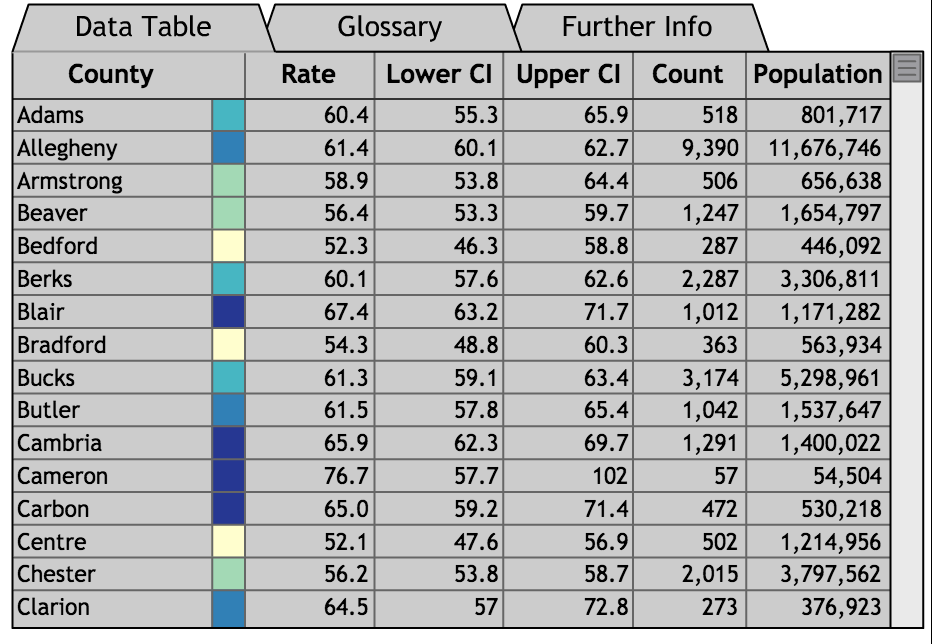 Data Table Glossary Further Info
County Rate Lower CI Upper CI Count Population
Adams 60.4 55.3 65.9 518 801,717
Allegheny 61.4 60.1 62.7 9,390 11,676,746
Armstrong 58.9 53.8 64.4 506 656,638
Beaver 56.4 53.3 59.7 1,247 1,654,797
Bedford 52.3 46.3 58.8 287 446,092
Berks 60.1 57.6 62.6 2,287 3,306,811
Blair 67.4 63.2 71.7 1,012 1,171,282
Bradford 54.3 48.8 60.3 363 563,934
Bucks 61.3 59.1 63.4 3,174 5,298,961
Butler 61.5 57.8 65.4 1,042 1,537,647
Cambria 65.9 62.3 69.7 1,291 1,400,022
Cameron 76.7 57.7 102 57 54,504
Carbon 65.0 59.2 71.4 472 530,218
Centre 52.1 47.6 56.9 502 1,214,956
Chester 56.2 53.8 58.7 2,015 3,797,562
Clarion 64.5 57 72.8 273 376,923